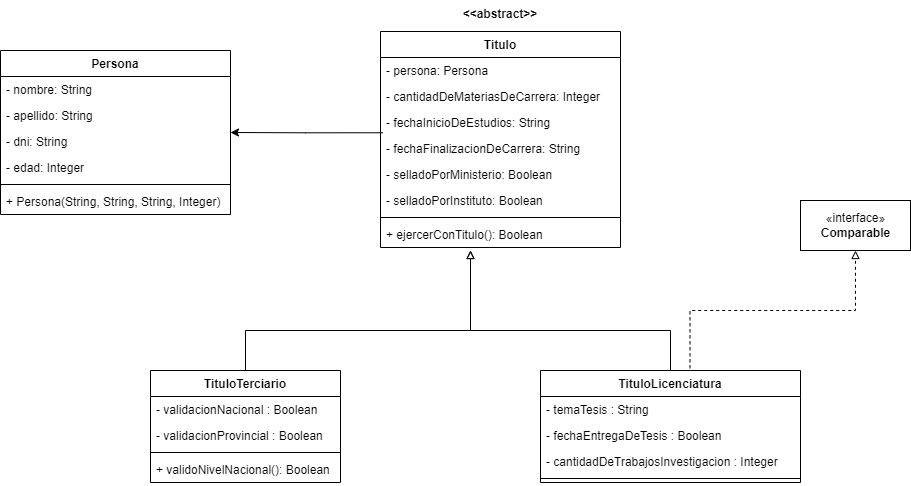 <<abstract>>
Titulo
- persona: Persona
- cantidadDeMateriasDeCarrera: Integer
- fechaInicioDeEstudios: String
- fechaFinalizacionDeCarrera: String
- selladoPorMinisterio: Boolean
- selladoPorInstituto: Boolean
+ ejercerConTitulo(): Boolean
Persona
- nombre: String
- apellido: String
- dni: String
- edad: Integer
+ Persona(String, String, String, Integer)
«interface»
Comparable
TituloTerciario
- validacionNacional : Boolean
- validacionProvincial : Boolean
+ validoNivelNacional(): Boolean
TituloLicenciatura
- temaTesis : String
- fechaEntregaDeTesis : Boolean
- cantidadDeTrabajosInvestigacion : Integer